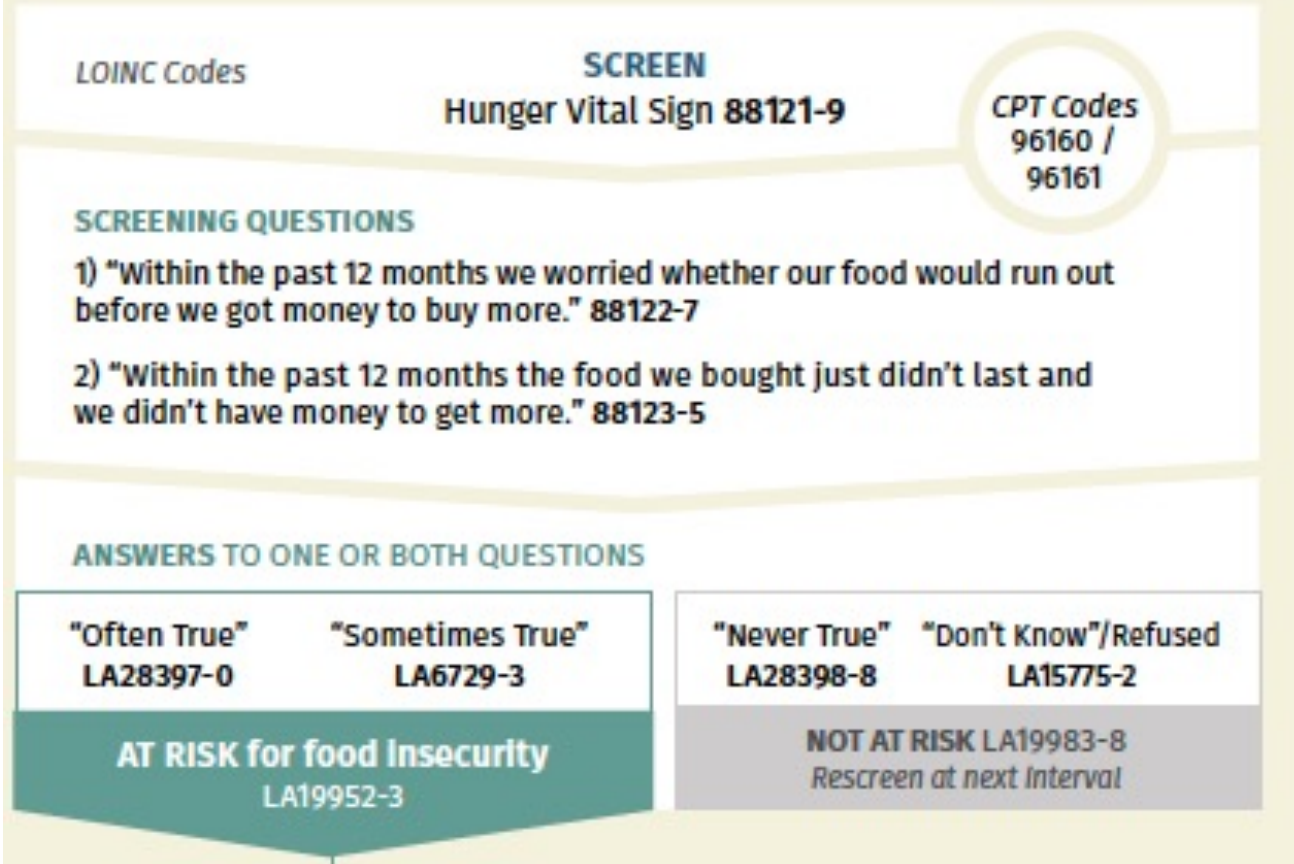 LOINC Codes
SCREEN
Hunger Vital Sign 88121-9
CPT Codes
96160 /
96161
SCREENING QUESTIONS
1) “Within the past 12 months we worried whether our food would run out
before we got money to buy more.” 88122-7
2) “Within the past 12 months the food we bought just didn’t last and
we didn’t have money to get more.” 88123-5
ANSWERS TO ONE OR BOTH QUESTIONS
“Often True” “Sometimes True”
LA28397-0 LA6729-3
AT RISK for food insecurity
LA19952-3
“Never True” “Don’t Know”/Refused
LA28398-8 LA15775-2
NOT AT RISK LA19983-8
Rescreen at next interval